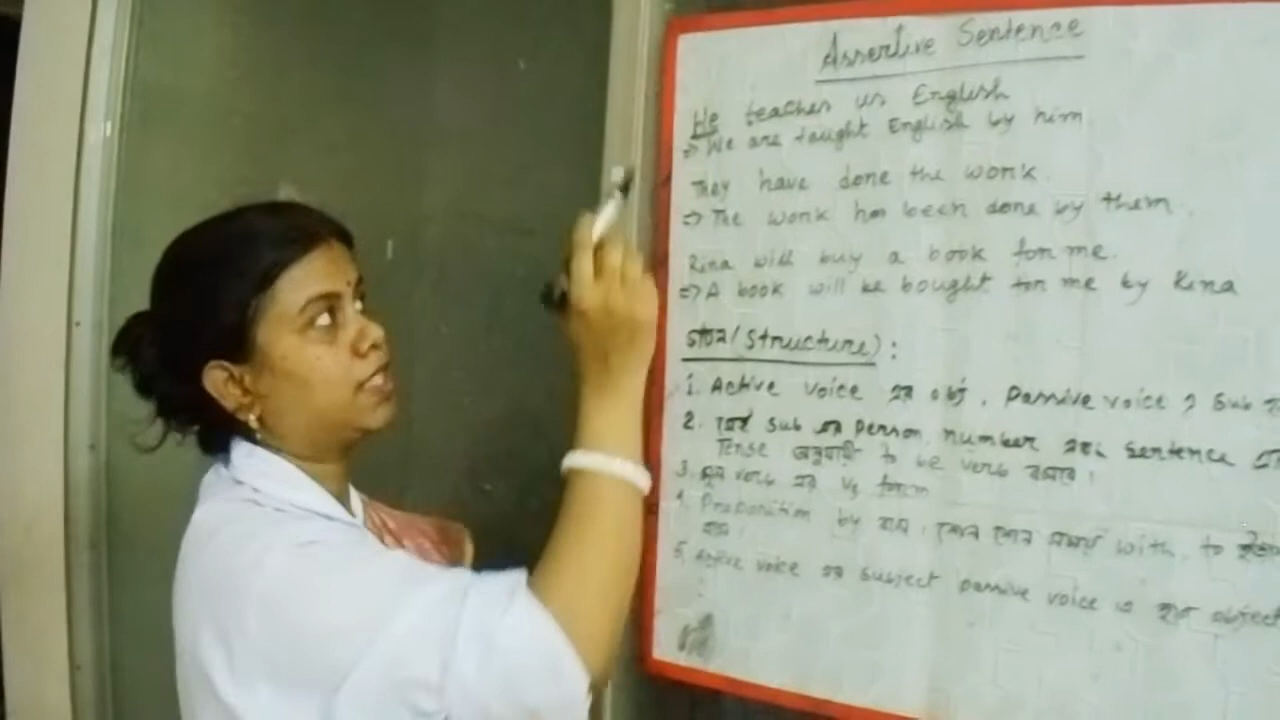 Assertive Sentence
He teaches us English
⇒ We are taught English by him.
They have done the work.
⇒ The work has been done by them.
Rina will buy a book for me.
⇒ A book will be bought for me by Rina
গঠন (Structure) :
1. Active voice এর obj. Passive voice এ Sub
2. sub এর person, number এবং sentence এর
Tense অনুযায়ী to be verb বসবে।
3. মূল verb এর V3 form
4. Preposition by হয়। কোন কোন সময় with, to
হয়।
5. Active voice এর subject passive voice এ object